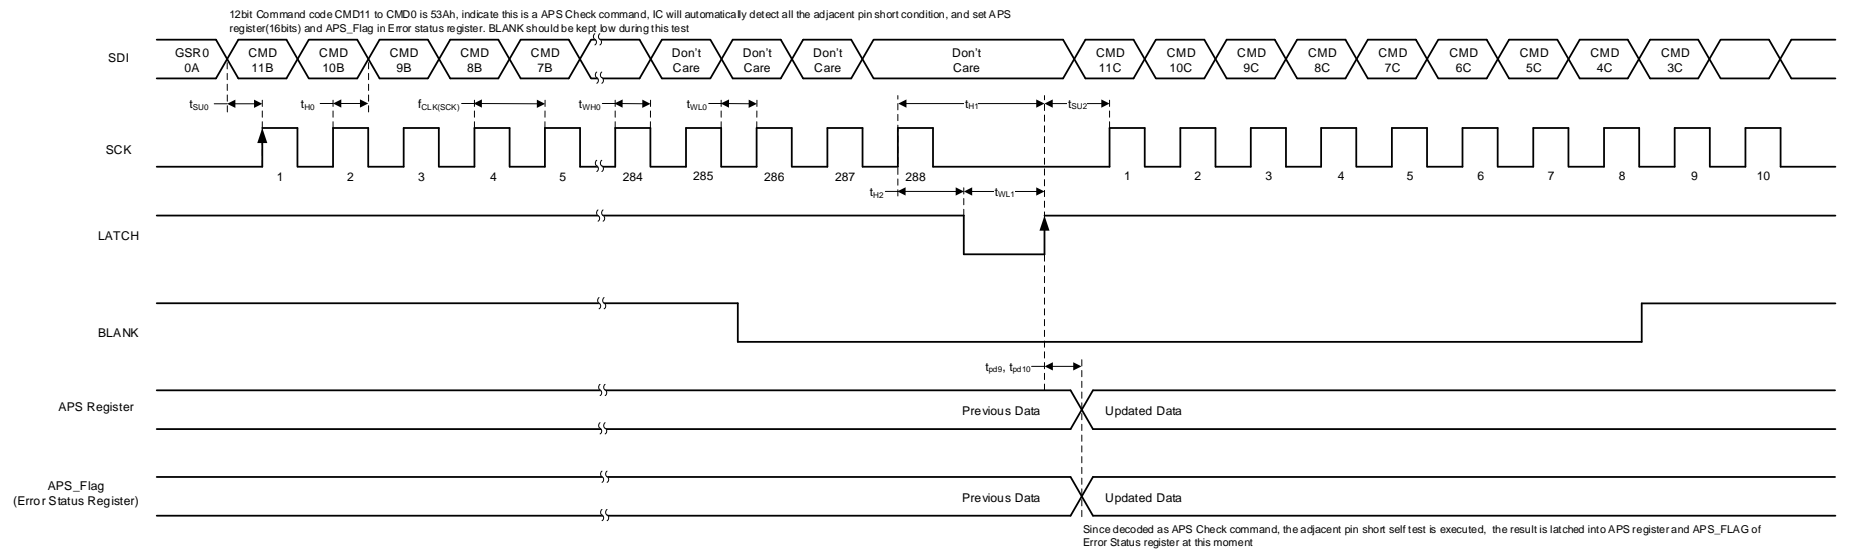 12bit Command code CMD11 to CMD0 is 53Ah, indicate this is a APS Check command, IC will automatically detect all the adjacent pin short condition, and set APS
register(16bits) and APS_Flag in Error status register. BLANK should be kept low during this test
SDI
GSR0
0A
CMD
11B
CMD
10B
CMD
9B
CMD
8B
CMD
7B
Don't
Care
Don't
Care
Don't
Care
Don't
Care
CMD
11C
CMD
10C
CMD
9C
CMD
8C
CMD
7C
CMD
6C
CMD
5C
CMD
4C
CMD
3C
tSU0
tH0
fCLK(SCK)
tWH0
tWL0
tH1
tSU2
SCK
1
2
3
4
5
284
285
286
287
288
1
2
3
4
5
6
7
8
9
10
tH2
tWL1
LATCH
BLANK
tpd9, tpd10
APS Register
Previous Data
Updated Data
APS_Flag
(Error Status Register)
Previous Data
Updated Data
Since decoded as APS Check command, the adjacent pin short self test is executed, the result is latched into APS register and APS_FLAG of
Error Status register at this moment